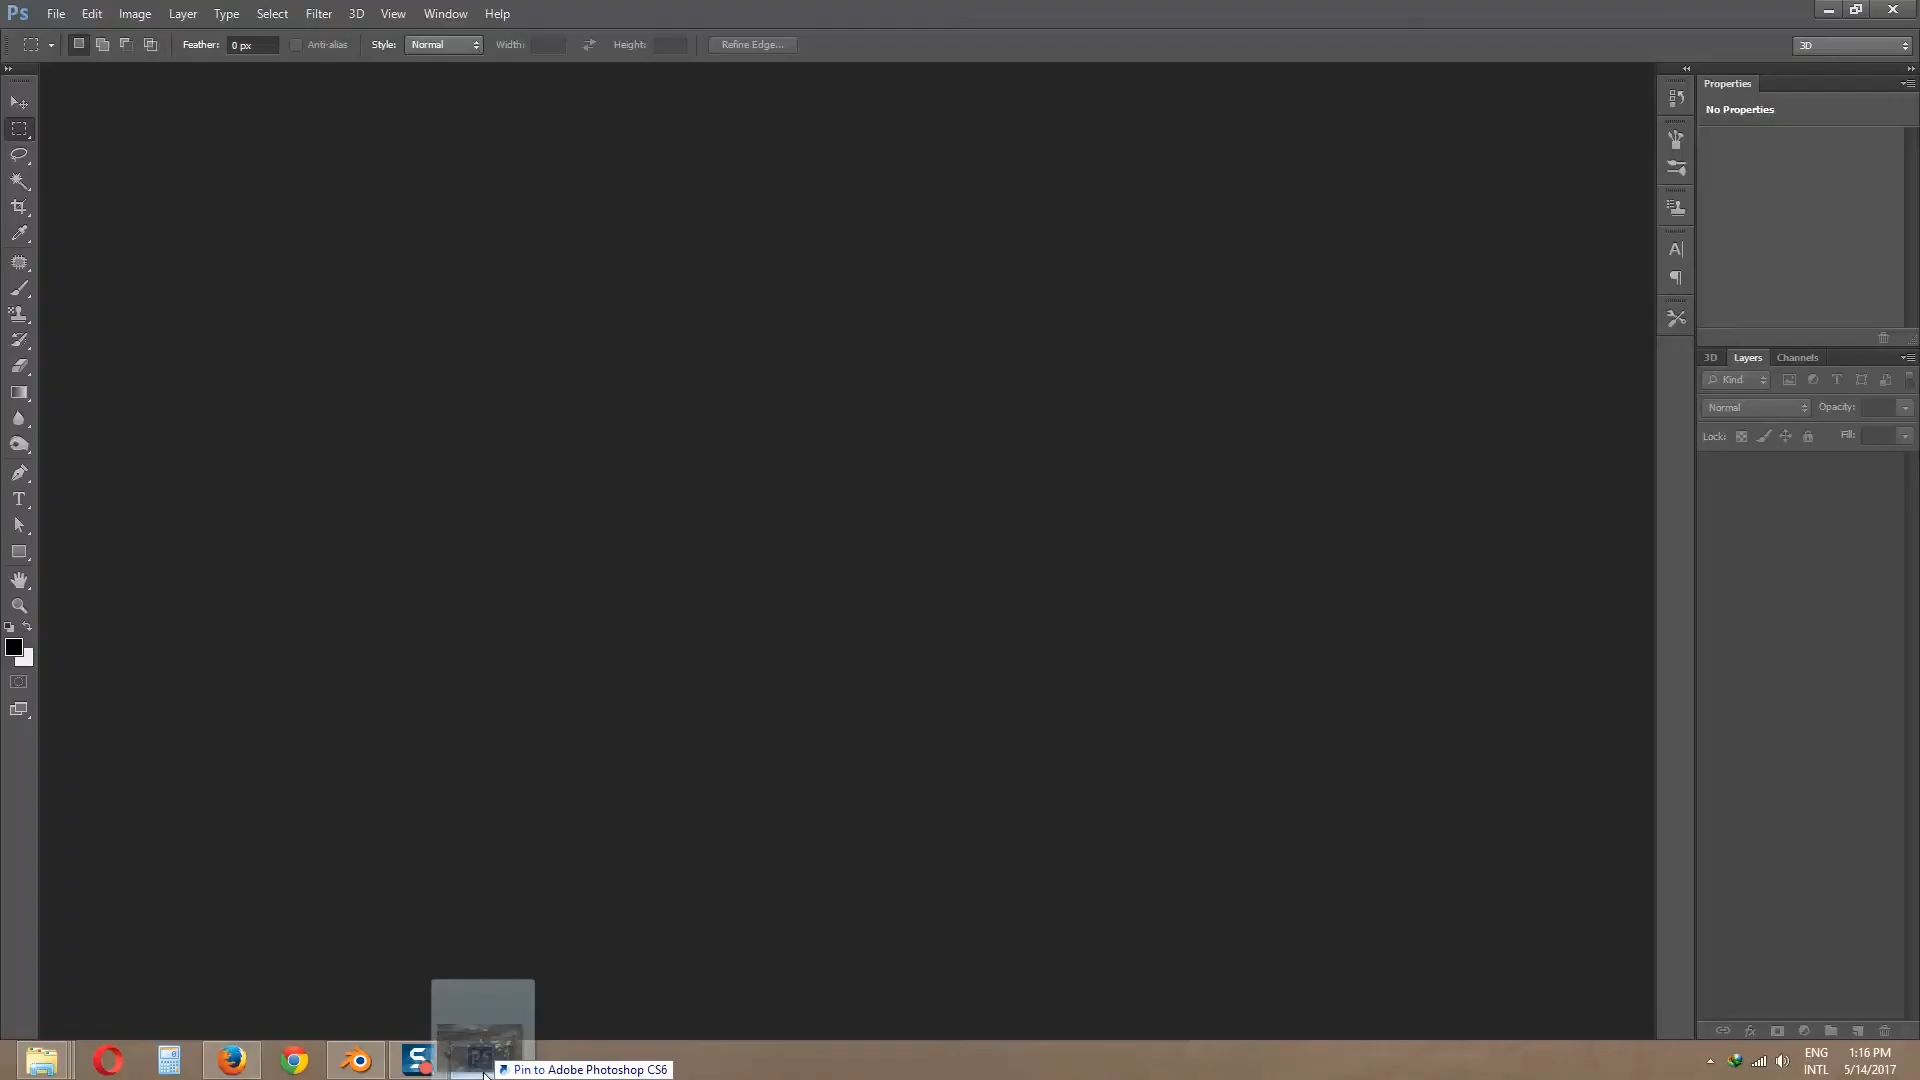 Ps File Edit Image Layer Type Select Filter 3D View Window Help
Feather: 0 px Anti-alias Style: Normal Width: Height: Refine Edge... 3D
Properties
No Properties
3D Layers Channels
Kind
Normal Opacity:
Lock: Fill:
Pin to Adobe Photoshop CS6
ENG 1:16 PM
INTL 5/14/2017